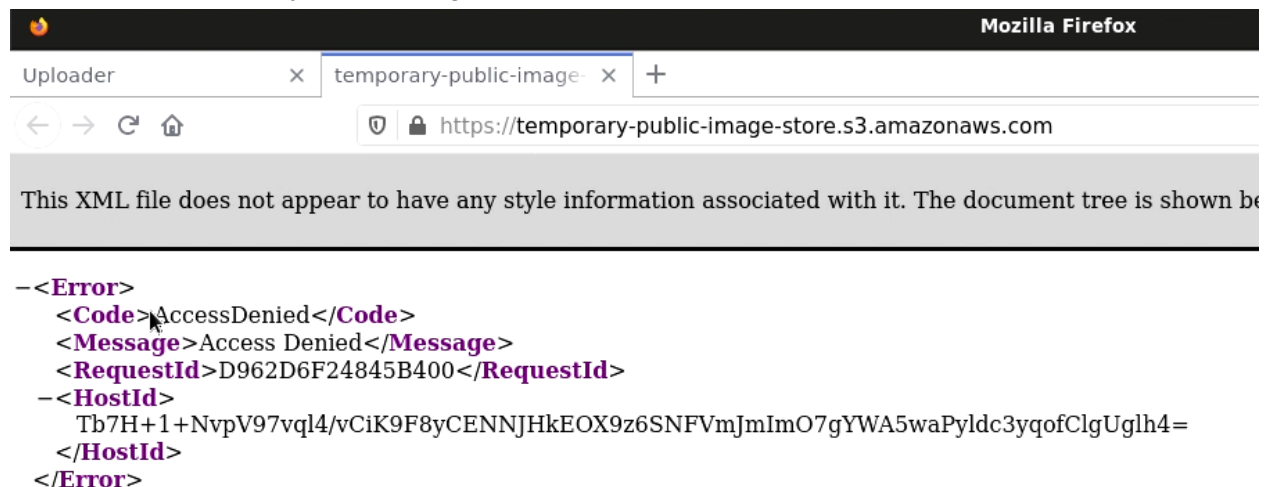 Mozilla Firefox
Uploader
temporary-public-image-
https://temporary-public-image-store.s3.amazonaws.com
This XML file does not appear to have any style information associated with it. The document tree is shown be
−<Error>
<Code>AccessDenied</Code>
<Message>Access Denied</Message>
<RequestId>D962D6F24845B400</RequestId>
−<HostId>
Tb7H+1+NvpV97vql4/vCiK9F8yCENNJHkEOX9z6SNFVmJmImO7gYWA5waPyldc3yqofClgUglh4=
</HostId>
</Error>